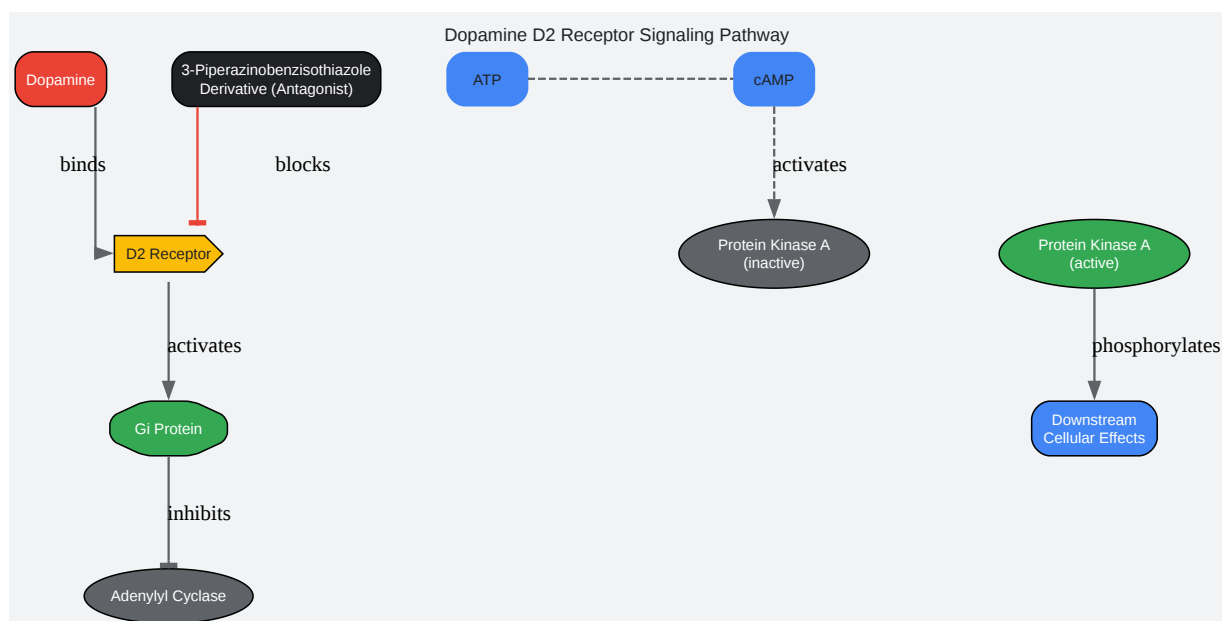 Dopamine D2 Receptor Signaling Pathway
Dopamine
3-Piperazinobenzisothiazole
Derivative (Antagonist)
ATP
cAMP
binds
blocks
activates
D2 Receptor
Protein Kinase A
(inactive)
Protein Kinase A
(active)
activates
phosphorylates
Gi Protein
Downstream
Cellular Effects
inhibits
Adenylyl Cyclase